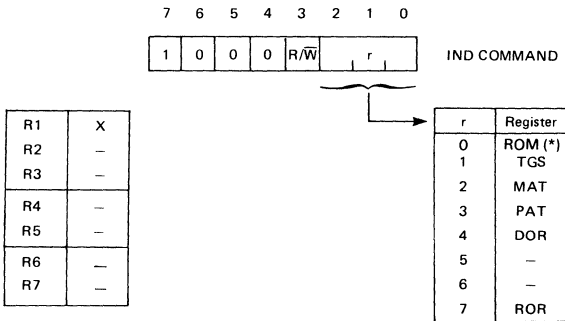 7 6 5 4 3 2 1 0
1 0 0 0 R/W̅ r IND COMMAND
R1 X
R2 –
R3 –
R4 –
R5 –
R6 –
R7 –
r Register
0 ROM (*)
1 TGS
2 MAT
3 PAT
4 DOR
5 –
6 –
7 ROR